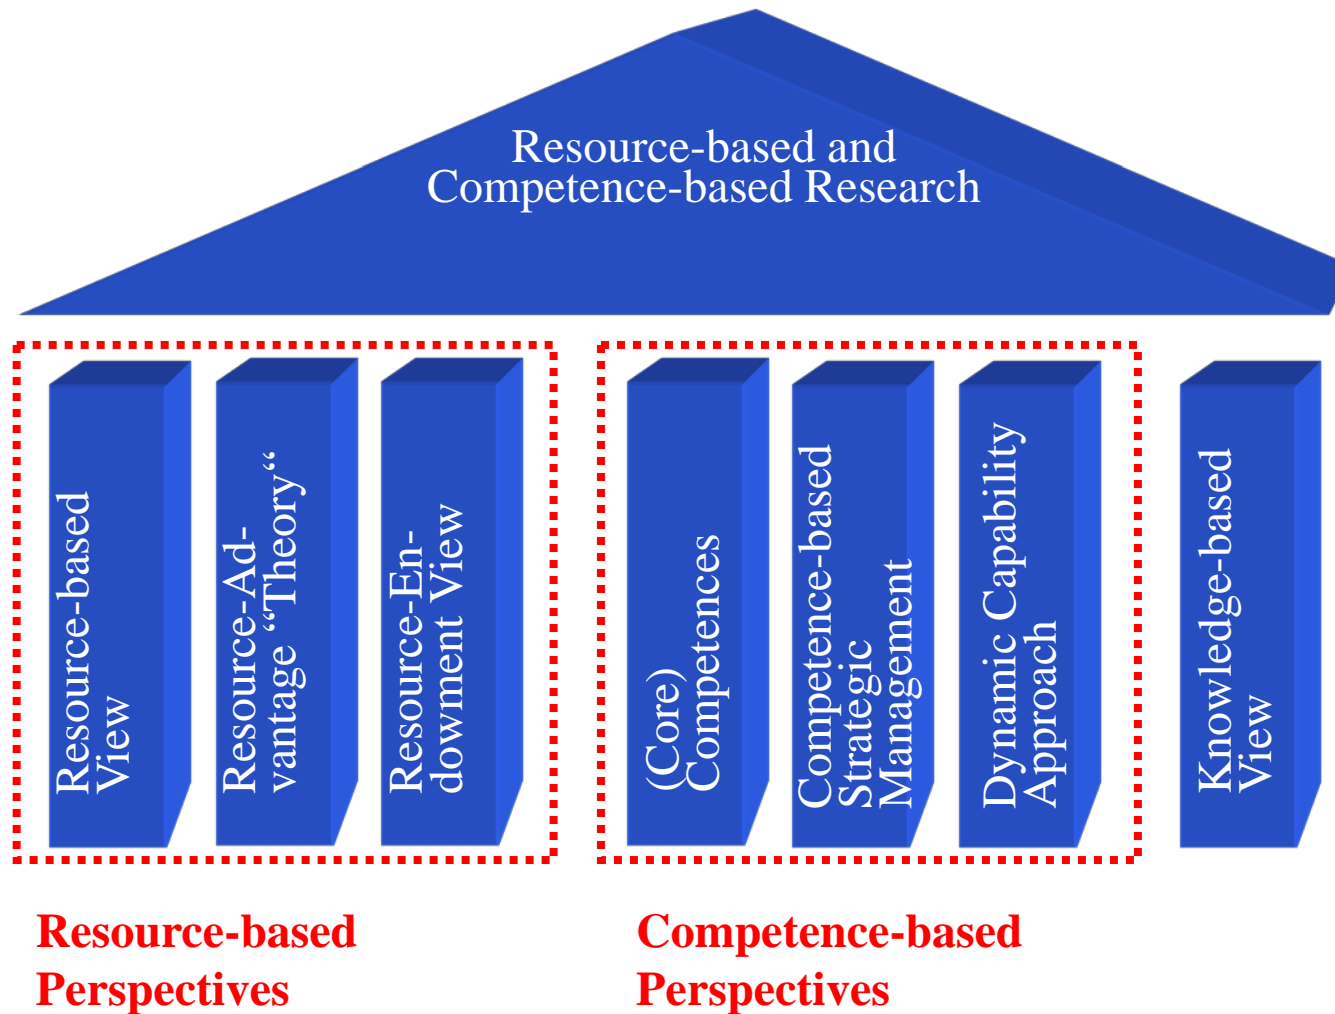 Resource-based and
Competence-based Research
Resource-based
View
Resource-Ad-
vantage “Theory“
Resource-En-
dowment View
(Core)
Competences
Competence-based
Strategic
Management
Dynamic Capability
Approach
Knowledge-based
View
Resource-based
Perspectives
Competence-based
Perspectives